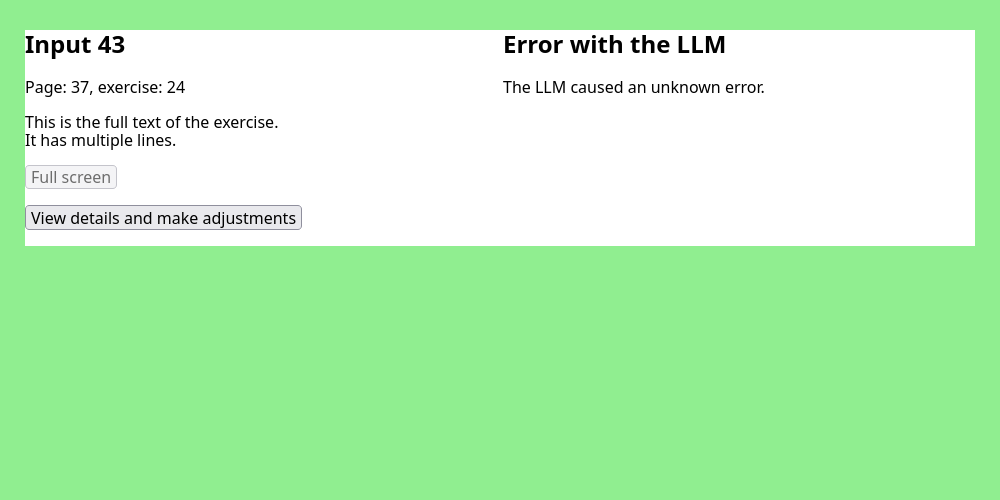 Input 43
Page: 37, exercise: 24
This is the full text of the exercise.
It has multiple lines.
Full screen
View details and make adjustments
Error with the LLM
The LLM caused an unknown error.